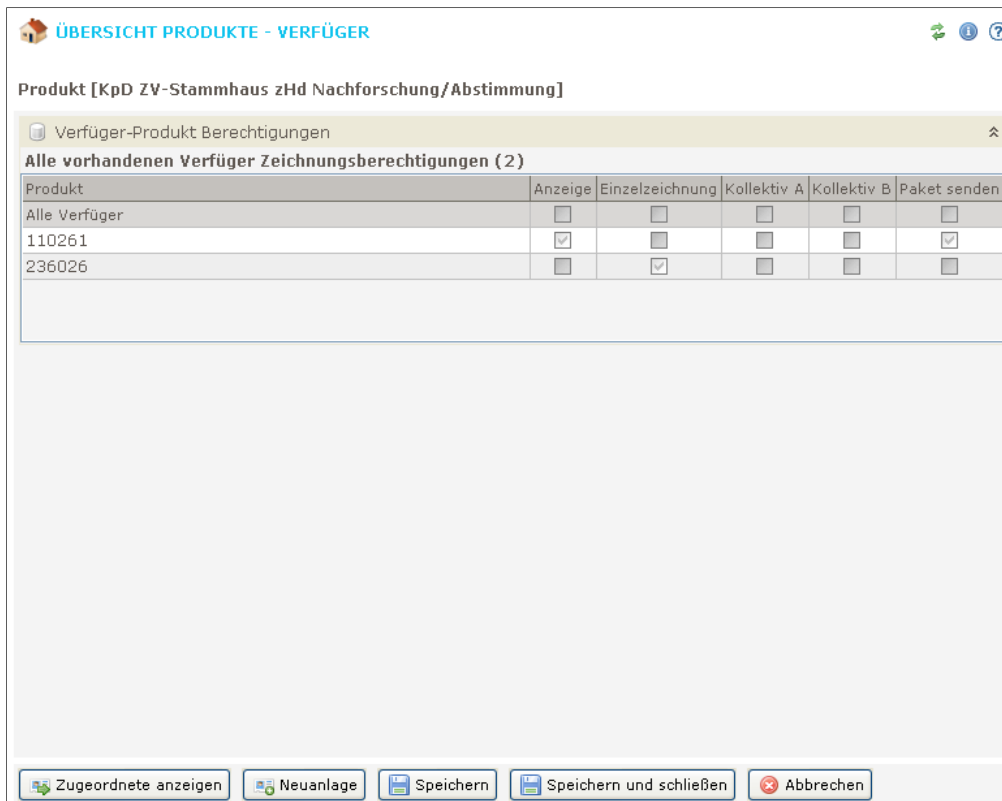 ÜBERSICHT PRODUKTE - VERFÜGER
Produkt [KpD ZV-Stammhaus zHd Nachforschung/Abstimmung]
Verfüger-Produkt Berechtigungen
Alle vorhandenen Verfüger Zeichnungsberechtigungen (2)
Produkt Anzeige Einzelzeichnung Kollektiv A Kollektiv B Paket senden
Alle Verfüger
110261
236026
Zugeordnete anzeigen Neuanlage Speichern Speichern und schließen Abbrechen